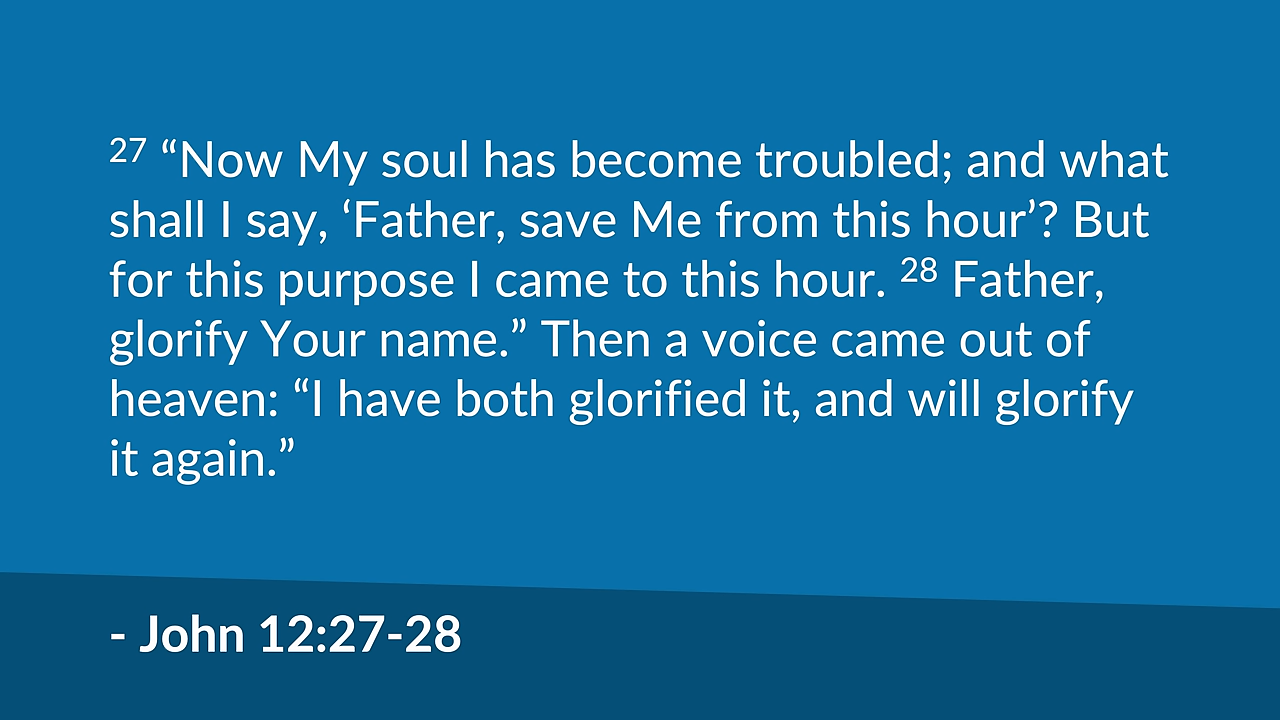 27 “Now My soul has become troubled; and what
shall I say, ‘Father, save Me from this hour’? But
for this purpose I came to this hour. 28 Father,
glorify Your name.” Then a voice came out of
heaven: “I have both glorified it, and will glorify
it again.”
- John 12:27-28